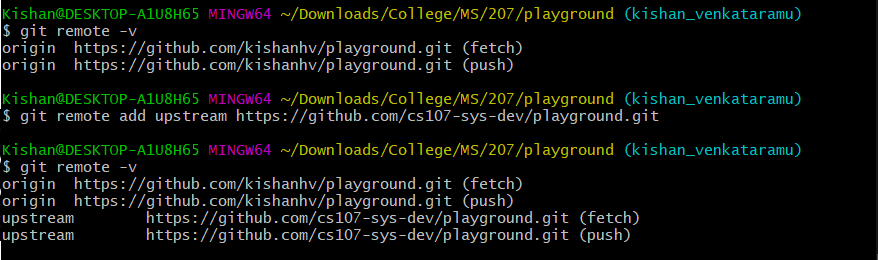 Kishan@DESKTOP-A1U8H65 MINGW64 ~/Downloads/College/MS/207/playground (kishan_venkataramu)
$ git remote -v
origin  https://github.com/kishanhv/playground.git (fetch)
origin  https://github.com/kishanhv/playground.git (push)
Kishan@DESKTOP-A1U8H65 MINGW64 ~/Downloads/College/MS/207/playground (kishan_venkataramu)
$ git remote add upstream https://github.com/cs107-sys-dev/playground.git
Kishan@DESKTOP-A1U8H65 MINGW64 ~/Downloads/College/MS/207/playground (kishan_venkataramu)
$ git remote -v
origin  https://github.com/kishanhv/playground.git (fetch)
origin  https://github.com/kishanhv/playground.git (push)
upstream        https://github.com/cs107-sys-dev/playground.git (fetch)
upstream        https://github.com/cs107-sys-dev/playground.git (push)